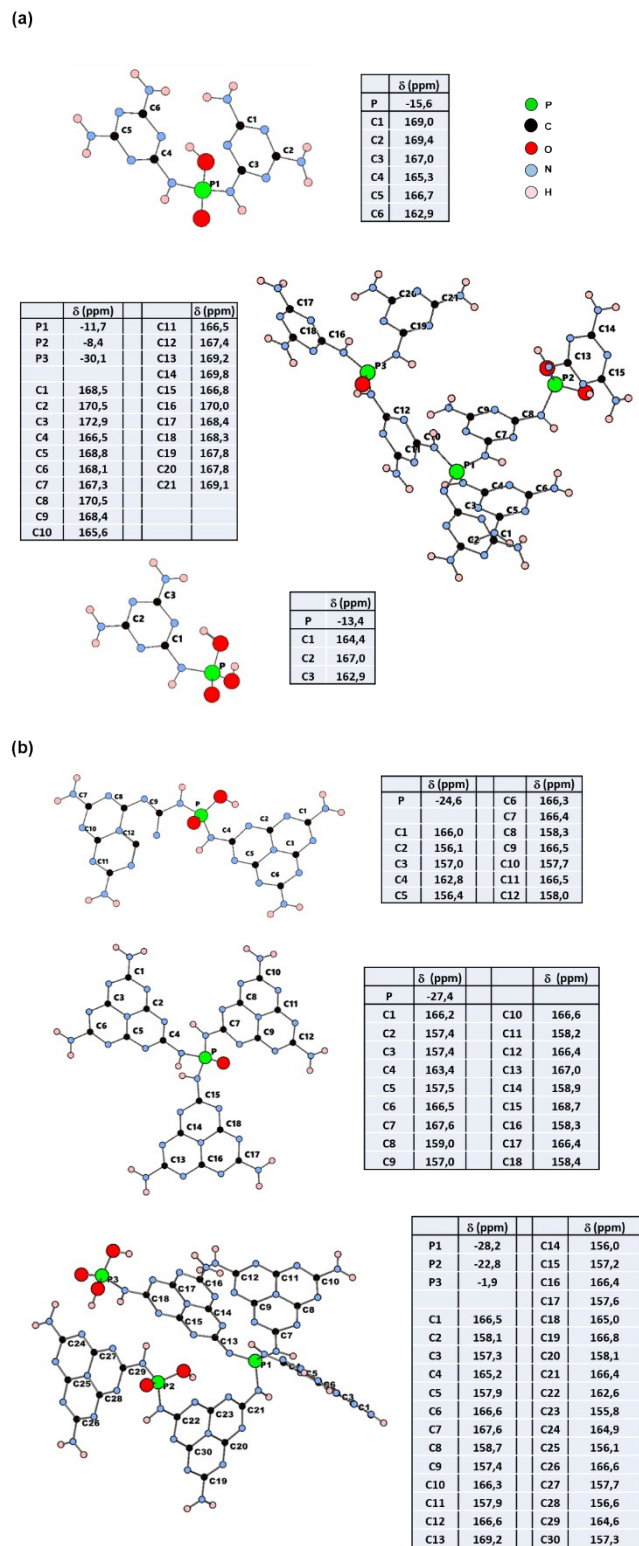 (a)
C6
C5
C4
C1
C2
C3
P1
δ (ppm)
P -15,6
C1 169,0
C2 169,4
C3 167,0
C4 165,3
C5 166,7
C6 162,9
P
C
O
N
H
δ (ppm) δ (ppm)
P1 -11,7 C11 166,5
P2 -8,4 C12 167,4
P3 -30,1 C13 169,2
C14 169,8
C1 168,5 C15 166,8
C2 170,5 C16 170,0
C3 172,9 C17 168,4
C4 166,5 C18 168,3
C5 168,8 C19 167,8
C6 168,1 C20 167,8
C7 167,3 C21 169,1
C8 170,5
C9 168,4
C10 165,6
C17
C18
C16
C20
C21
C19
P3
C14
C13
C15
P2
C12
C11
C10
C9
C8
C7
P1
C4
C6
C3
C5
C2
C1
C3
C2
C1
P
δ (ppm)
P -13,4
C1 164,4
C2 167,0
C3 162,9
(b)
C7
C8
C9
C10
C12
C11
P
C4
C2
C1
C5
C3
C6
δ (ppm) δ (ppm)
P -24,6 C6 166,3
C7 166,4
C1 166,0 C8 158,3
C2 156,1 C9 166,5
C3 157,0 C10 157,7
C4 162,8 C11 166,5
C5 156,4 C12 158,0
C1
C3
C2
C6
C5
C4
C10
C8
C11
C7
C9
C12
P
C15
C14
C18
C13
C16
C17
δ (ppm) δ (ppm)
P -27,4
C1 166,2 C10 166,6
C2 157,4 C11 158,2
C3 157,4 C12 166,4
C4 163,4 C13 167,0
C5 157,5 C14 158,9
C6 166,5 C15 168,7
C7 167,6 C16 158,3
C8 159,0 C17 166,4
C9 157,0 C18 158,4
P3
C18
C17
C16
C15
C14
C13
C12
C11
C10
C9
C8
C7
P1
C5
C6
C3
C1
C24
C27
C29
C25
C28
C26
P2
C22
C23
C21
C30
C20
C19
δ (ppm) δ (ppm)
P1 -28,2 C14 156,0
P2 -22,8 C15 157,2
P3 -1,9 C16 166,4
C17 157,6
C1 166,5 C18 165,0
C2 158,1 C19 166,8
C3 157,3 C20 158,1
C4 165,2 C21 166,4
C5 157,9 C22 162,6
C6 166,6 C23 155,8
C7 167,6 C24 164,9
C8 158,7 C25 156,1
C9 157,4 C26 166,6
C10 166,3 C27 157,7
C11 157,9 C28 156,6
C12 166,6 C29 164,6
C13 169,2 C30 157,3